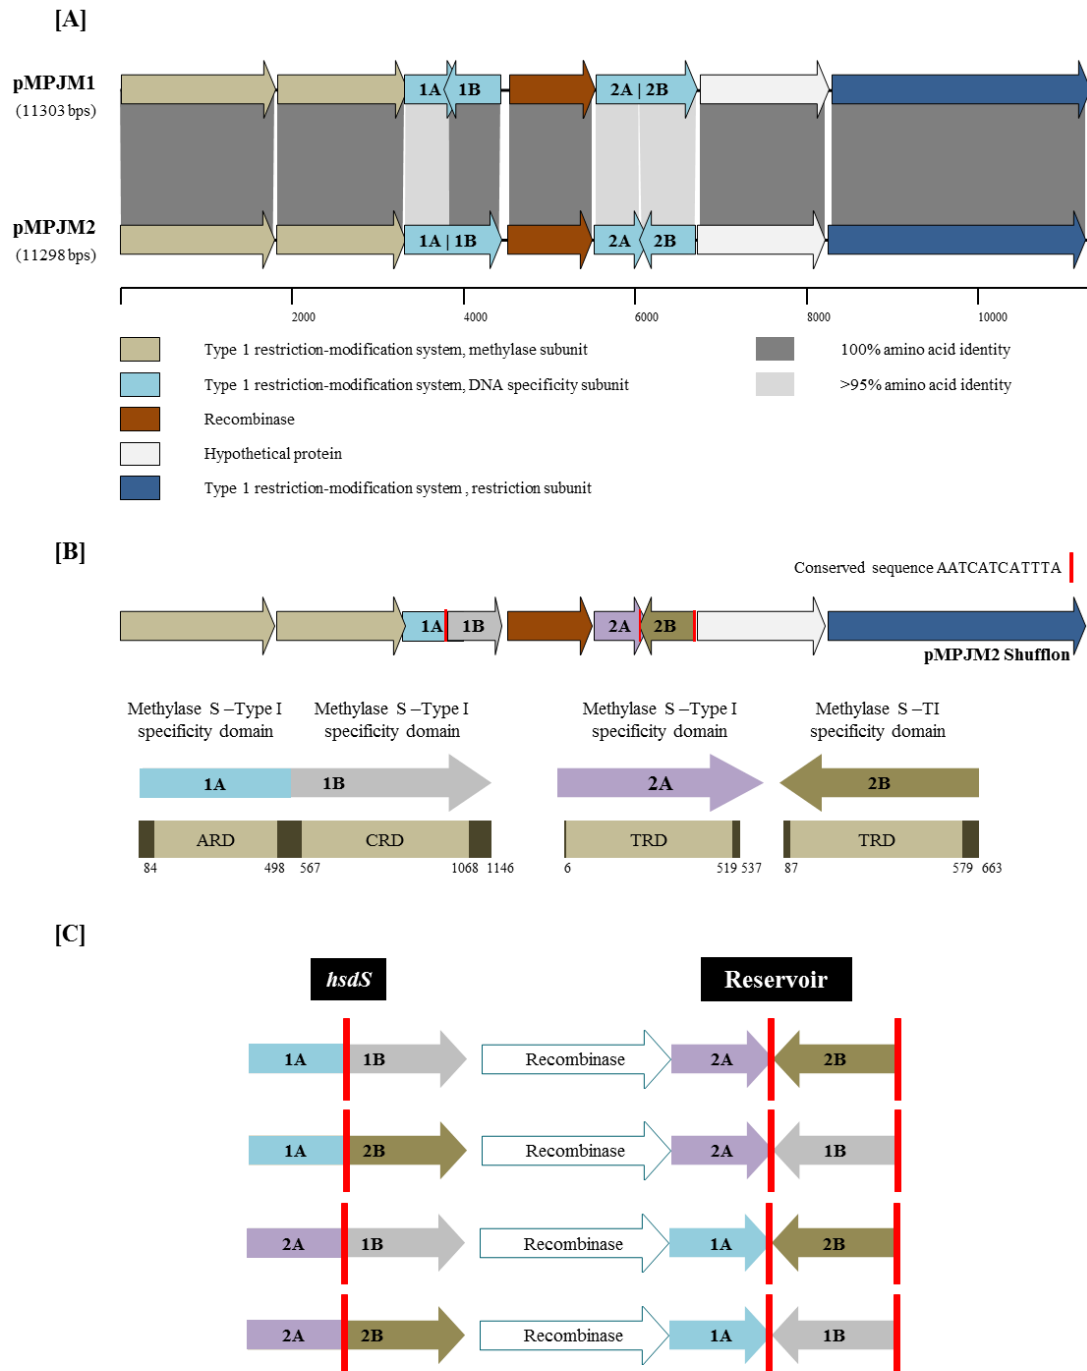 [A]
pMPJM1
(11303 bps)
1A 1B 2A | 2B
pMPJM2
(11298 bps)
1A | 1B 2A 2B
2000 4000 6000 8000 10000
Type 1 restriction-modification system, methylase subunit
100% amino acid identity
Type 1 restriction-modification system, DNA specificity subunit
>95% amino acid identity
Recombinase
Hypothetical protein
Type 1 restriction-modification system , restriction subunit
[B]
Conserved sequence AATCATCATTTA
1A 1B 2A 2B
pMPJM2 Shufflon
Methylase S –Type I Methylase S –Type I Methylase S –Type I Methylase S –TI
specificity domain specificity domain specificity domain specificity domain
1A 1B 2A 2B
ARD CRD TRD TRD
84 498 567 1068 1146 6 519 537 87 579 663
[C]
hsdS Reservoir
1A 1B Recombinase 2A 2B
1A 2B Recombinase 2A 1B
2A 1B Recombinase 1A 2B
2A 2B Recombinase 1A 1B